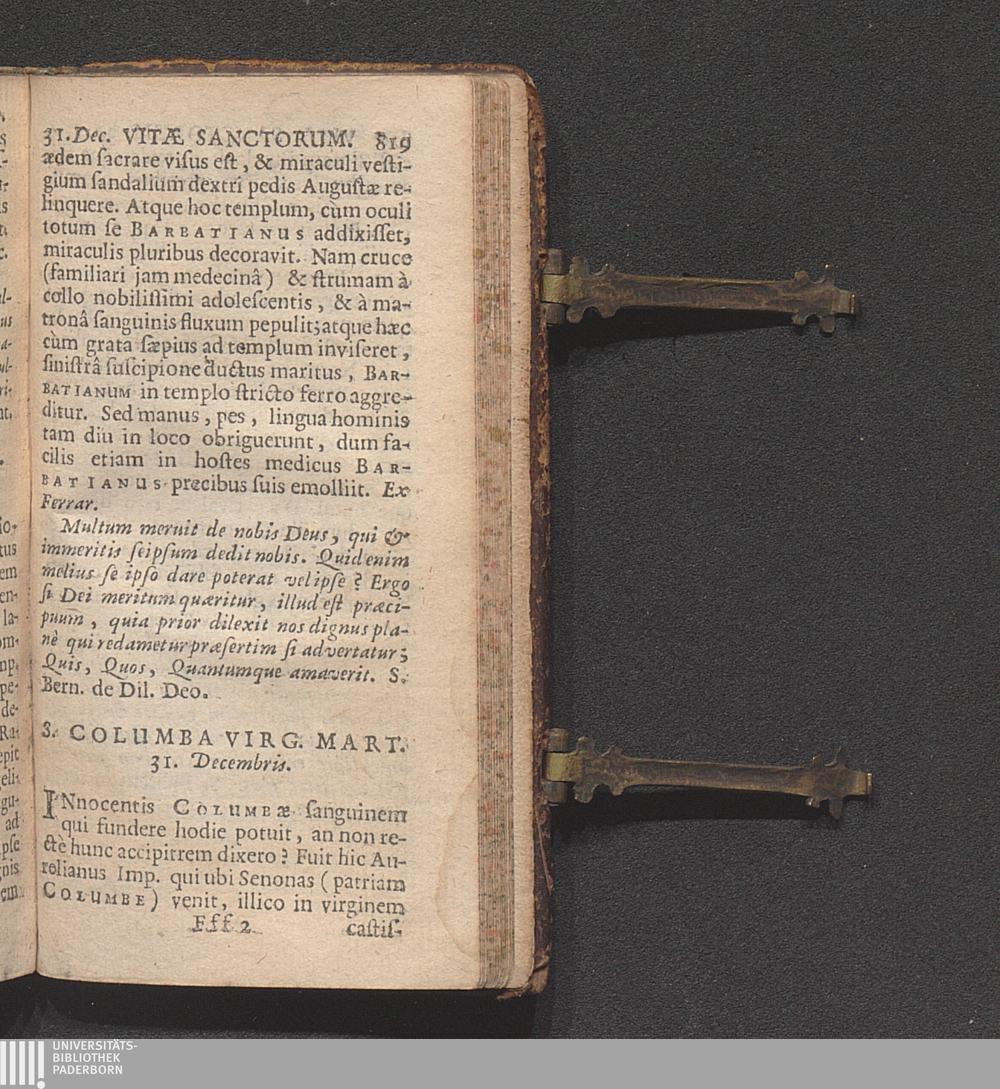 31. Dec. VITÆ SANCTORUM. 819
ædem ſacrare viſus eſt, & miraculi veſti-
gium ſandalium dextri pedis Auguſtæ re-
linquere. Atque hoc templum, cùm oculi
totum ſe BARBATIANUS addixiſſet,
miraculis pluribus decoravit. Nam cruce
(familiari jam medecinâ) & ſtrumam à
collo nobiliſſimi adoleſcentis, & à ma-
tronâ ſanguinis fluxum pepulit; atque hæc
cùm grata ſæpius ad templum inviſeret,
ſiniſtrâ ſuſcipione ductus maritus, BAR-
BATIANUM in templo ſtricto ferro aggre-
ditur. Sed manus, pes, lingua hominis
tam diu in loco obriguerunt, dum fa-
cilis etiam in hoſtes medicus BAR-
BATIANUS precibus ſuis emolliit. Ex
Ferrar.
Multum meruit de nobis Deus, qui &
immeritis ſeipſum dedit nobis. Quid enim
melius ſe ipſo dare poterat vel ipſe? Ergo
ſi Dei meritum quæritur, illud eſt præci-
puum, quia prior dilexit nos dignus pla-
nè qui redametur præſertim ſi advertatur;
Quis, Quos, Quantumque amaverit. S.
Bern. de Dil. Deo.
S. COLUMBA VIRG. MART.
31. Decembris.
INnocentis COLUMBÆ ſanguinem
qui fundere hodie potuit, an non re-
ctè hunc accipitrem dixero? Fuit hic Au-
relianus Imp. qui ubi Senonas (patriam
COLUMBE) venit, illico in virginem
Fff 2 caſtiſ-
UNIVERSITÄTS-
BIBLIOTHEK
PADERBORN